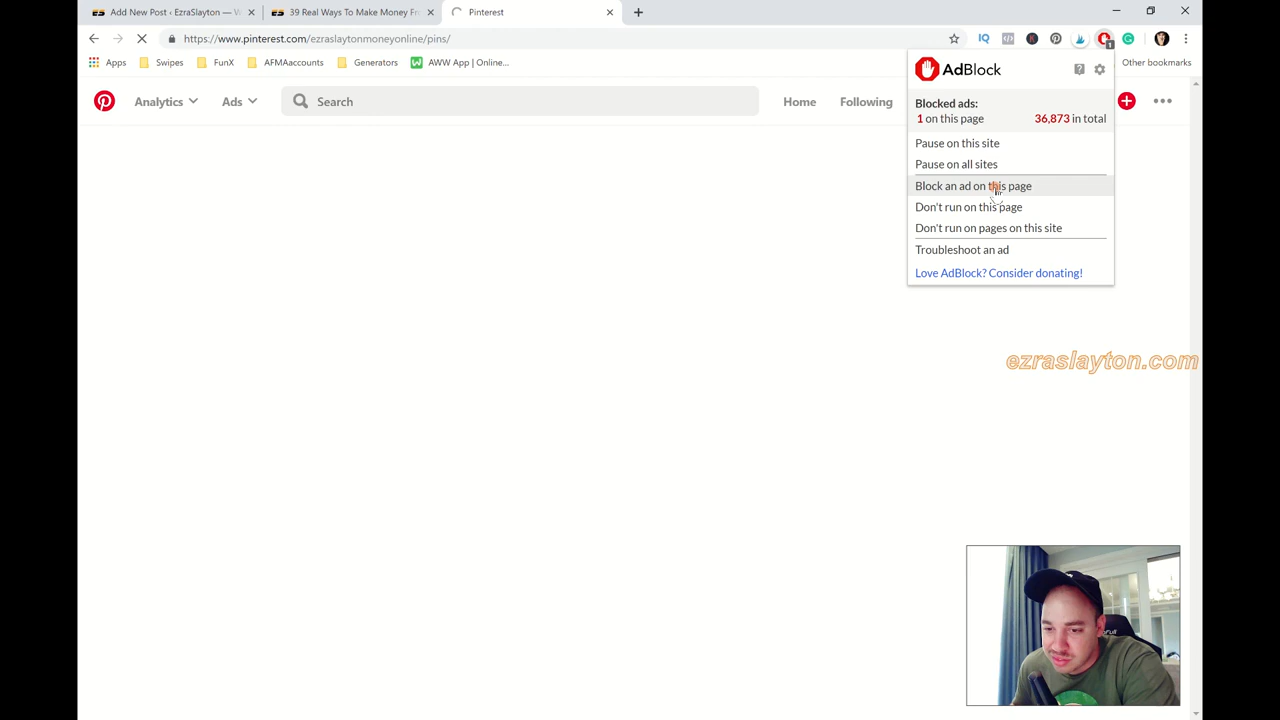 Add New Post ‹ EzraSlayton — W
39 Real Ways To Make Money Fr
Pinterest
https://www.pinterest.com/ezraslaytonmoneyonline/pins/
IQ
1
Apps
Swipes
FunX
AFMAccounts
Generators
AWW App | Online...
Other bookmarks
Analytics
Ads
Search
Home
Following
AdBlock
Blocked ads:
1 on this page 36,873 in total
Pause on this site
Pause on all sites
Block an ad on this page
Don't run on this page
Don't run on pages on this site
Troubleshoot an ad
Love AdBlock? Consider donating!
ezraslayton.com